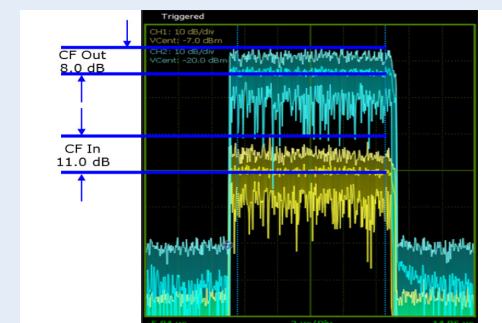 Triggered
CH1: 10 dB/div
VCent: -7.0 dBm
CH2: 10 dB/div
VCent: -20.0 dBm
CF Out
8.0 dB
CF In
11.0 dB